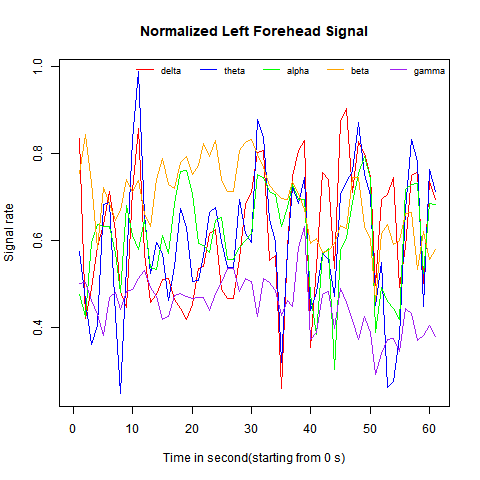 Normalized Left Forehead Signal
delta theta alpha beta gamma
1.0
0.8
0.6
0.4
Signal rate
0 10 20 30 40 50 60
Time in second(starting from 0 s)